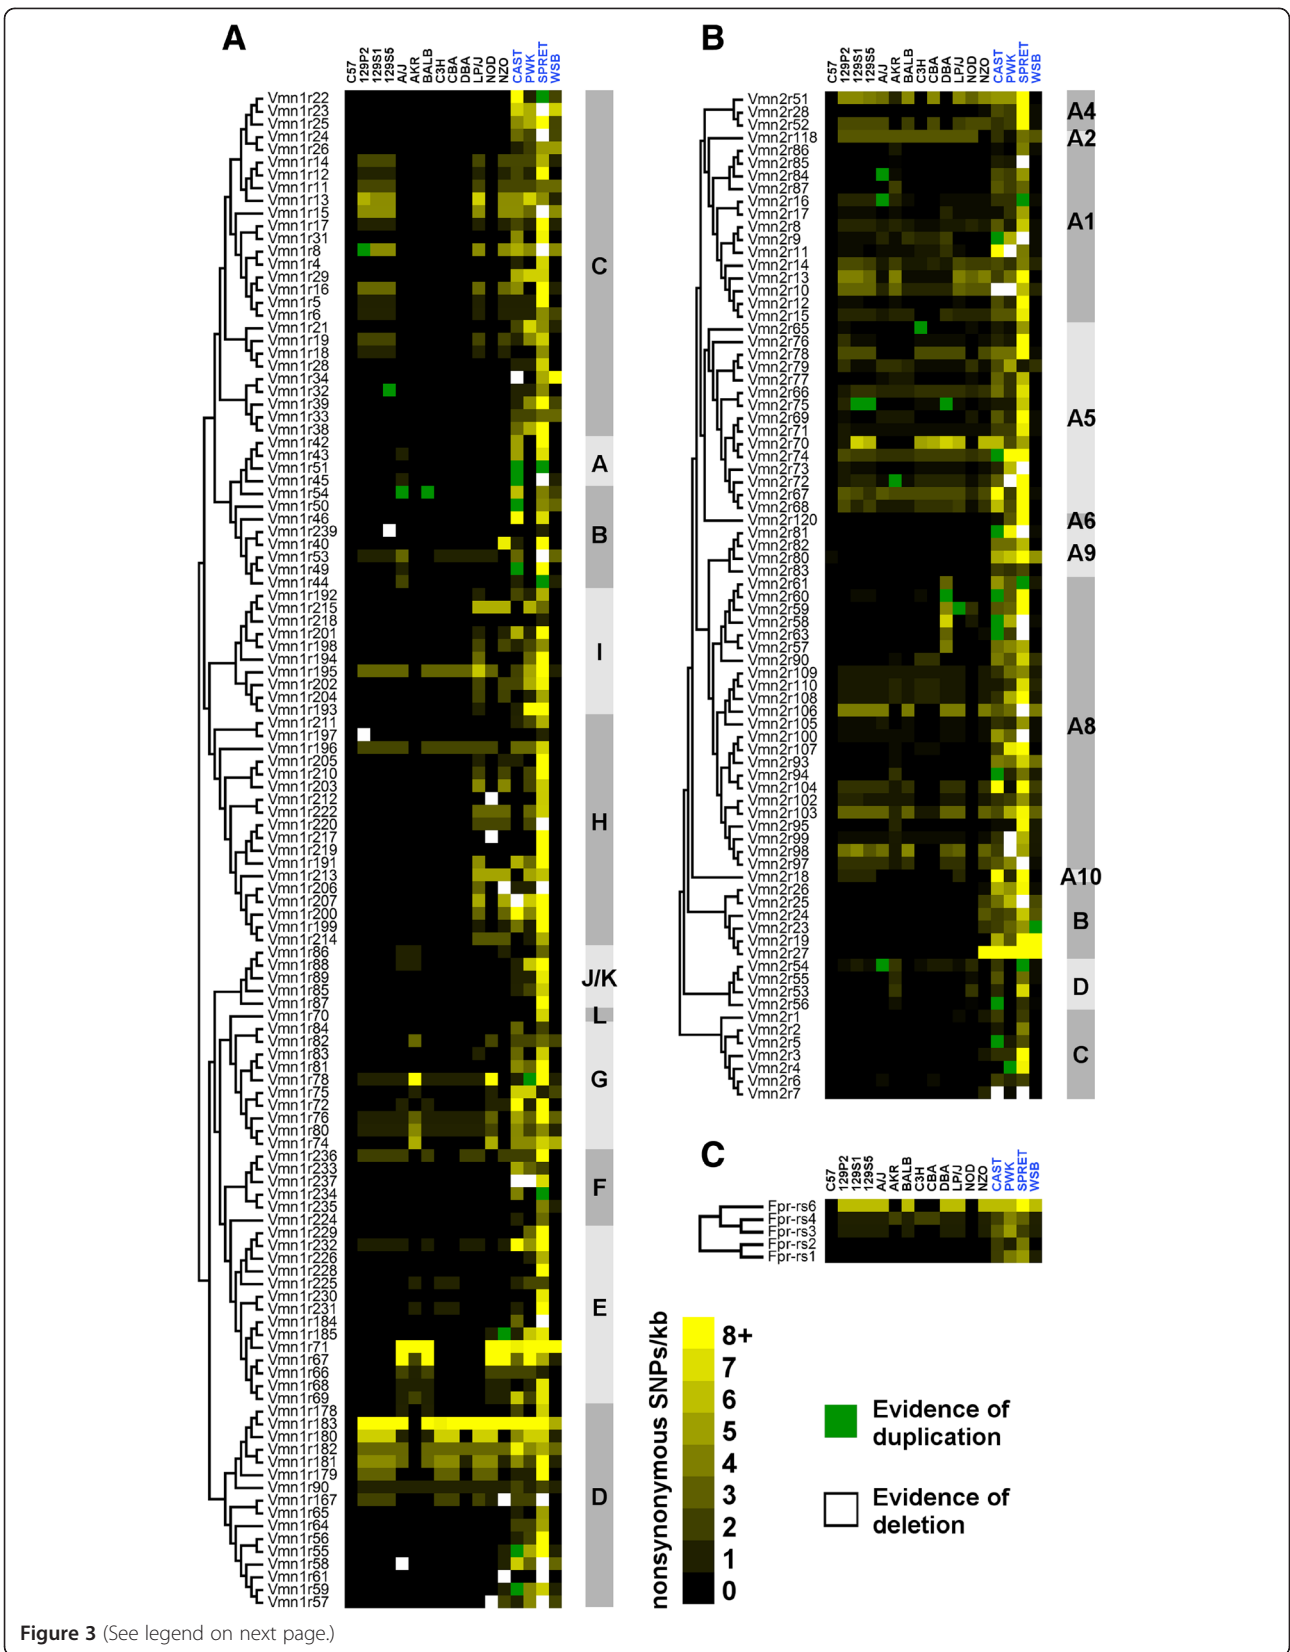 A
C57 129P2 129S1 129S5 A/J AKR BALB C3H CBA DBA LP/J NOD NZO CAST PWK SPRET WSB
Vmn1r22
Vmn1r23
Vmn1r25
Vmn1r24
Vmn1r26
Vmn1r14
Vmn1r12
Vmn1r11
Vmn1r13
Vmn1r15
Vmn1r17
Vmn1r31
Vmn1r8
Vmn1r4
Vmn1r29
Vmn1r16
Vmn1r5
Vmn1r6
Vmn1r21
Vmn1r19
Vmn1r18
Vmn1r28
Vmn1r34
Vmn1r32
Vmn1r39
Vmn1r33
Vmn1r38
Vmn1r42
Vmn1r43
Vmn1r51
Vmn1r45
Vmn1r54
Vmn1r50
Vmn1r46
Vmn1r239
Vmn1r40
Vmn1r53
Vmn1r49
Vmn1r44
Vmn1r192
Vmn1r215
Vmn1r218
Vmn1r201
Vmn1r198
Vmn1r194
Vmn1r195
Vmn1r202
Vmn1r204
Vmn1r193
Vmn1r211
Vmn1r197
Vmn1r196
Vmn1r205
Vmn1r210
Vmn1r203
Vmn1r212
Vmn1r222
Vmn1r220
Vmn1r217
Vmn1r219
Vmn1r191
Vmn1r213
Vmn1r206
Vmn1r207
Vmn1r200
Vmn1r199
Vmn1r214
Vmn1r86
Vmn1r88
Vmn1r89
Vmn1r85
Vmn1r87
Vmn1r70
Vmn1r84
Vmn1r82
Vmn1r83
Vmn1r81
Vmn1r78
Vmn1r75
Vmn1r72
Vmn1r76
Vmn1r80
Vmn1r74
Vmn1r236
Vmn1r233
Vmn1r237
Vmn1r234
Vmn1r235
Vmn1r224
Vmn1r229
Vmn1r232
Vmn1r226
Vmn1r228
Vmn1r225
Vmn1r230
Vmn1r231
Vmn1r184
Vmn1r185
Vmn1r71
Vmn1r67
Vmn1r66
Vmn1r68
Vmn1r69
Vmn1r178
Vmn1r183
Vmn1r180
Vmn1r182
Vmn1r181
Vmn1r179
Vmn1r90
Vmn1r167
Vmn1r65
Vmn1r64
Vmn1r56
Vmn1r55
Vmn1r58
Vmn1r61
Vmn1r59
Vmn1r57
C
A
B
I
H
J/K
L
G
F
E
D
B
C57 129P2 129S1 129S5 A/J AKR BALB C3H CBA DBA LP/J NOD NZO CAST PWK SPRET WSB
Vmn2r51
Vmn2r28
Vmn2r52
Vmn2r118
Vmn2r86
Vmn2r85
Vmn2r84
Vmn2r87
Vmn2r16
Vmn2r17
Vmn2r8
Vmn2r9
Vmn2r11
Vmn2r14
Vmn2r13
Vmn2r10
Vmn2r12
Vmn2r15
Vmn2r65
Vmn2r76
Vmn2r78
Vmn2r79
Vmn2r77
Vmn2r66
Vmn2r75
Vmn2r69
Vmn2r71
Vmn2r70
Vmn2r74
Vmn2r73
Vmn2r72
Vmn2r67
Vmn2r68
Vmn2r120
Vmn2r81
Vmn2r82
Vmn2r80
Vmn2r83
Vmn2r61
Vmn2r60
Vmn2r59
Vmn2r58
Vmn2r63
Vmn2r57
Vmn2r90
Vmn2r109
Vmn2r110
Vmn2r108
Vmn2r106
Vmn2r105
Vmn2r100
Vmn2r107
Vmn2r93
Vmn2r94
Vmn2r104
Vmn2r102
Vmn2r103
Vmn2r95
Vmn2r99
Vmn2r98
Vmn2r97
Vmn2r18
Vmn2r26
Vmn2r25
Vmn2r24
Vmn2r23
Vmn2r19
Vmn2r27
Vmn2r54
Vmn2r55
Vmn2r53
Vmn2r56
Vmn2r1
Vmn2r2
Vmn2r5
Vmn2r3
Vmn2r4
Vmn2r6
Vmn2r7
A4
A2
A1
A5
A6
A9
A8
A10
B
D
C
C
C57 129P2 129S1 129S5 A/J AKR BALB C3H CBA DBA LP/J NOD NZO CAST PWK SPRET WSB
Fpr-rs6
Fpr-rs4
Fpr-rs3
Fpr-rs2
Fpr-rs1
nonsynonymous SNPs/kb
8+
7
6
5
4
3
2
1
0
Evidence of
duplication
Evidence of
deletion
Figure 3 (See legend on next page.)